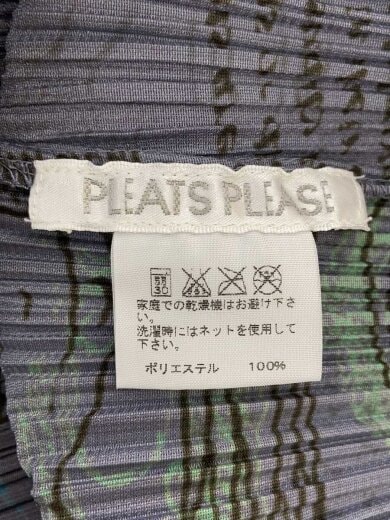 PLEATS PLEASE
家庭での乾燥機はお避け下さ
い。
洗濯時にはネットを使用して
下さい。
ポリエステル 100%